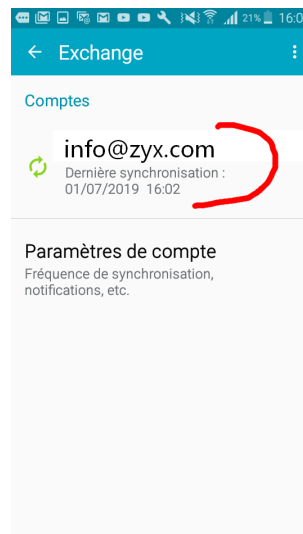 21% 16:0
Exchange
Comptes
info@zyx.com
Dernière synchronisation :
01/07/2019 16:02
Paramètres de compte
Fréquence de synchronisation,
notifications, etc.